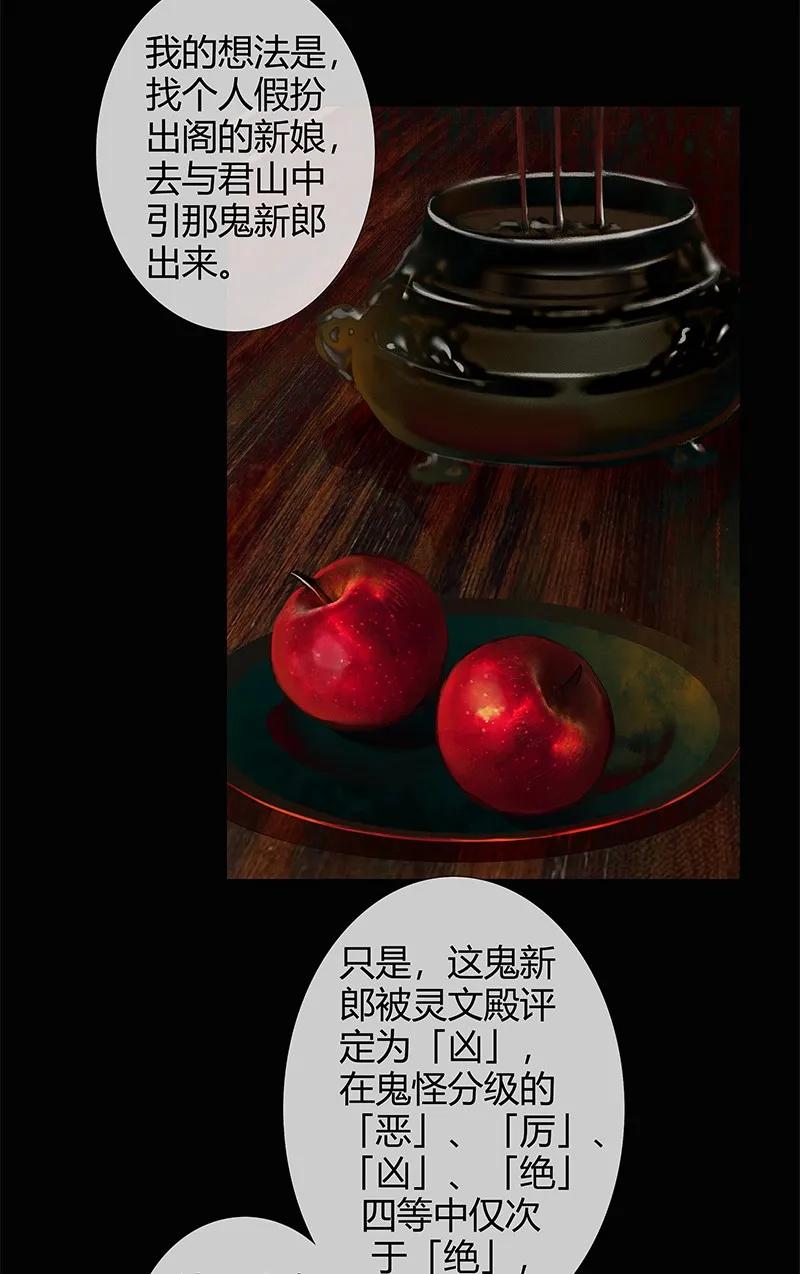 我的想法是，
找个人假扮
出阁的新娘，
去与君山中
引那鬼新郎
出来。
只是，这鬼新
郎被灵文殿评
定为「凶」，
在鬼怪分级的
「恶」、「厉」、
「凶」、「绝」
四等中仅次
于「绝」，